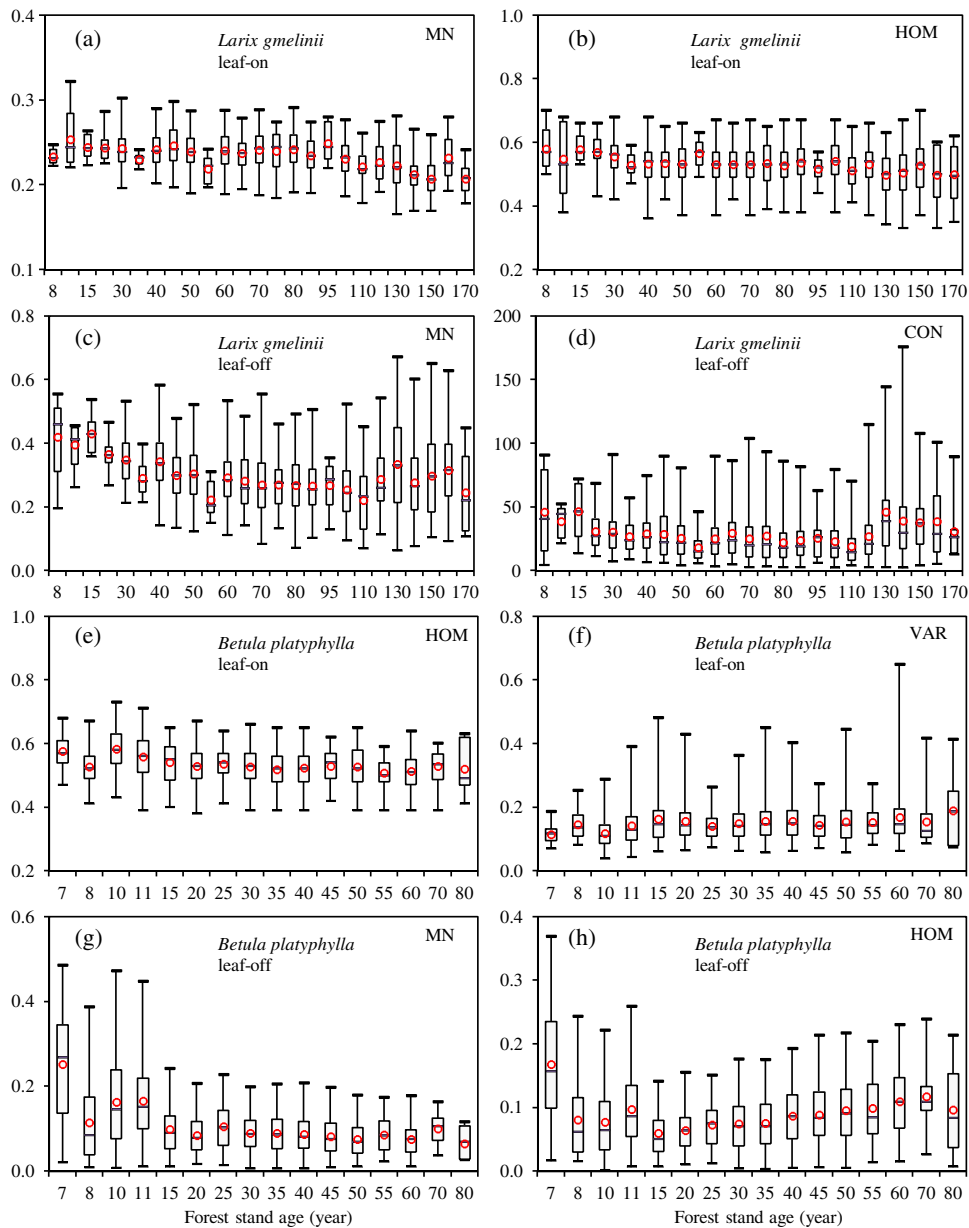 (a) Larix gmelinii MN
leaf-on
0.4
0.3
0.2
0.1
8 15 30 40 50 60 70 80 95 110 130 150 170
(b) Larix gmelinii HOM
leaf-on
1.0
0.8
0.6
0.4
0.2
8 15 30 40 50 60 70 80 95 110 130 150 170
(c) Larix gmelinii MN
leaf-off
0.8
0.6
0.4
0.2
0.0
8 15 30 40 50 60 70 80 95 110 130 150 170
(d) Larix gmelinii CON
leaf-off
200
150
100
50
0
8 15 30 40 50 60 70 80 95 110 130 150 170
(e) Betula platyphylla HOM
leaf-on
1.0
0.8
0.6
0.4
0.2
7 8 10 11 15 20 25 30 35 40 45 50 55 60 70 80
(f) Betula platyphylla VAR
leaf-on
0.8
0.6
0.4
0.2
0.0
7 8 10 11 15 20 25 30 35 40 45 50 55 60 70 80
(g) Betula platyphylla MN
leaf-off
0.6
0.4
0.2
0.0
7 8 10 11 15 20 25 30 35 40 45 50 55 60 70 80
Forest stand age (year)
(h) Betula platyphylla HOM
leaf-off
0.4
0.3
0.2
0.1
0.0
7 8 10 11 15 20 25 30 35 40 45 50 55 60 70 80
Forest stand age (year)